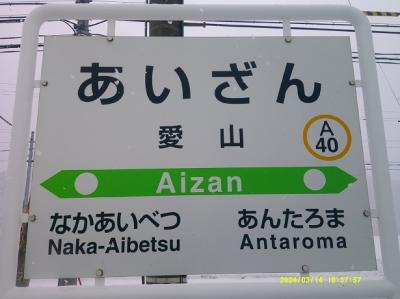 あいざん
愛山
A
40
Aizan
なかあいべつ
Naka-Aibetsu
あんたろま
Antaroma
2024/03/14 10:37:57